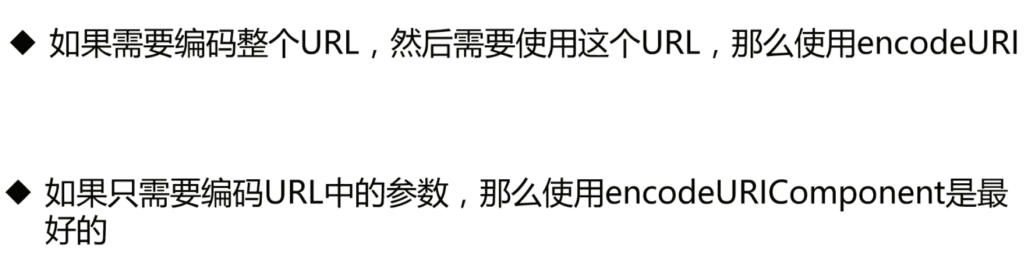 ◆ 如果需要编码整个URL，然后需要使用这个URL，那么使用encodeURI
◆ 如果只需要编码URL中的参数，那么使用encodeURIComponent是最
好的